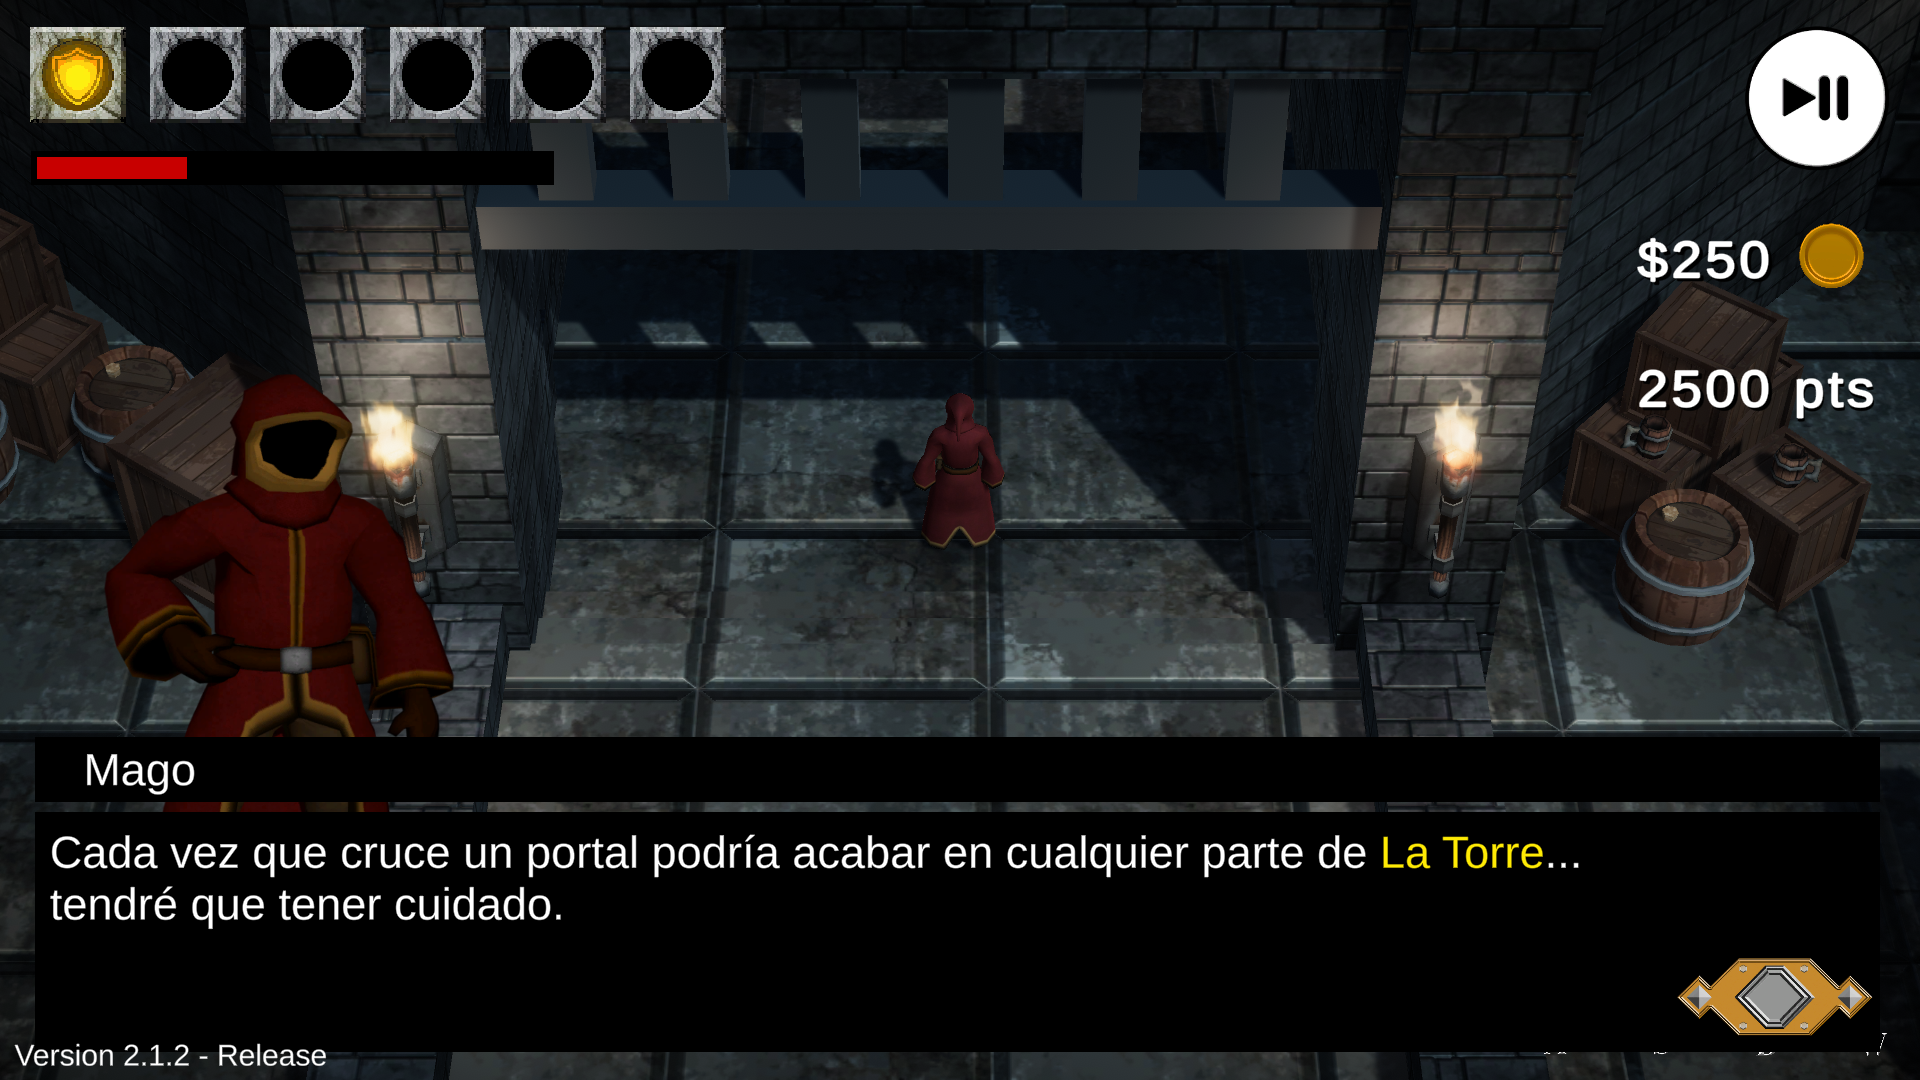 $250
2500 pts
Mago
Cada vez que cruce un portal podría acabar en cualquier parte de La Torre...
tendré que tener cuidado.
Version 2.1.2 - Release